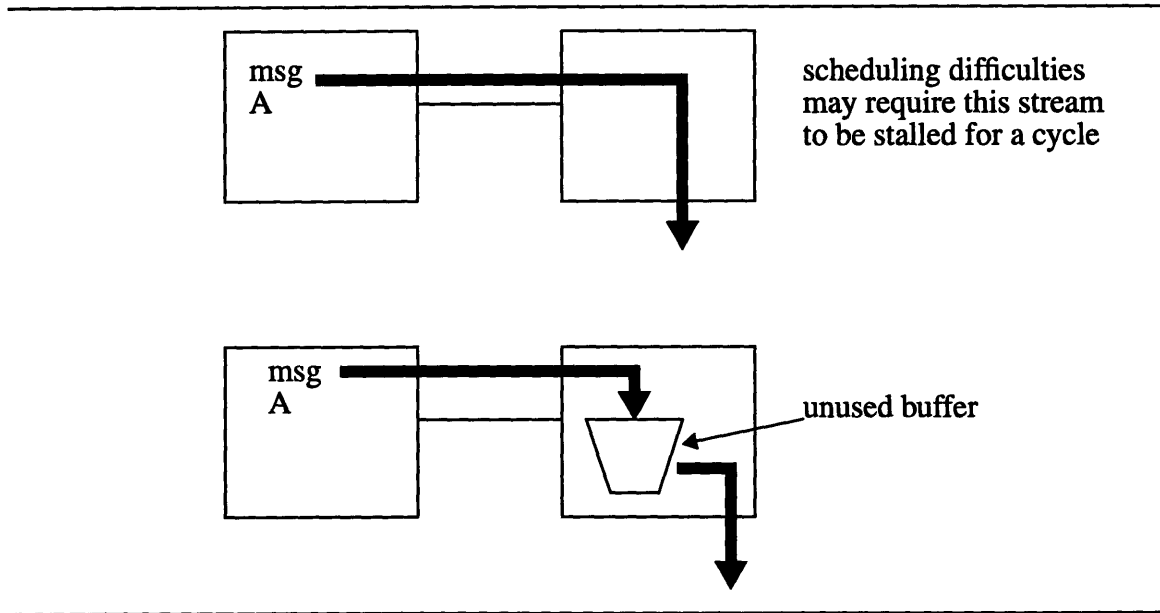 msg
A
scheduling difficulties
may require this stream
to be stalled for a cycle
msg
A
unused buffer